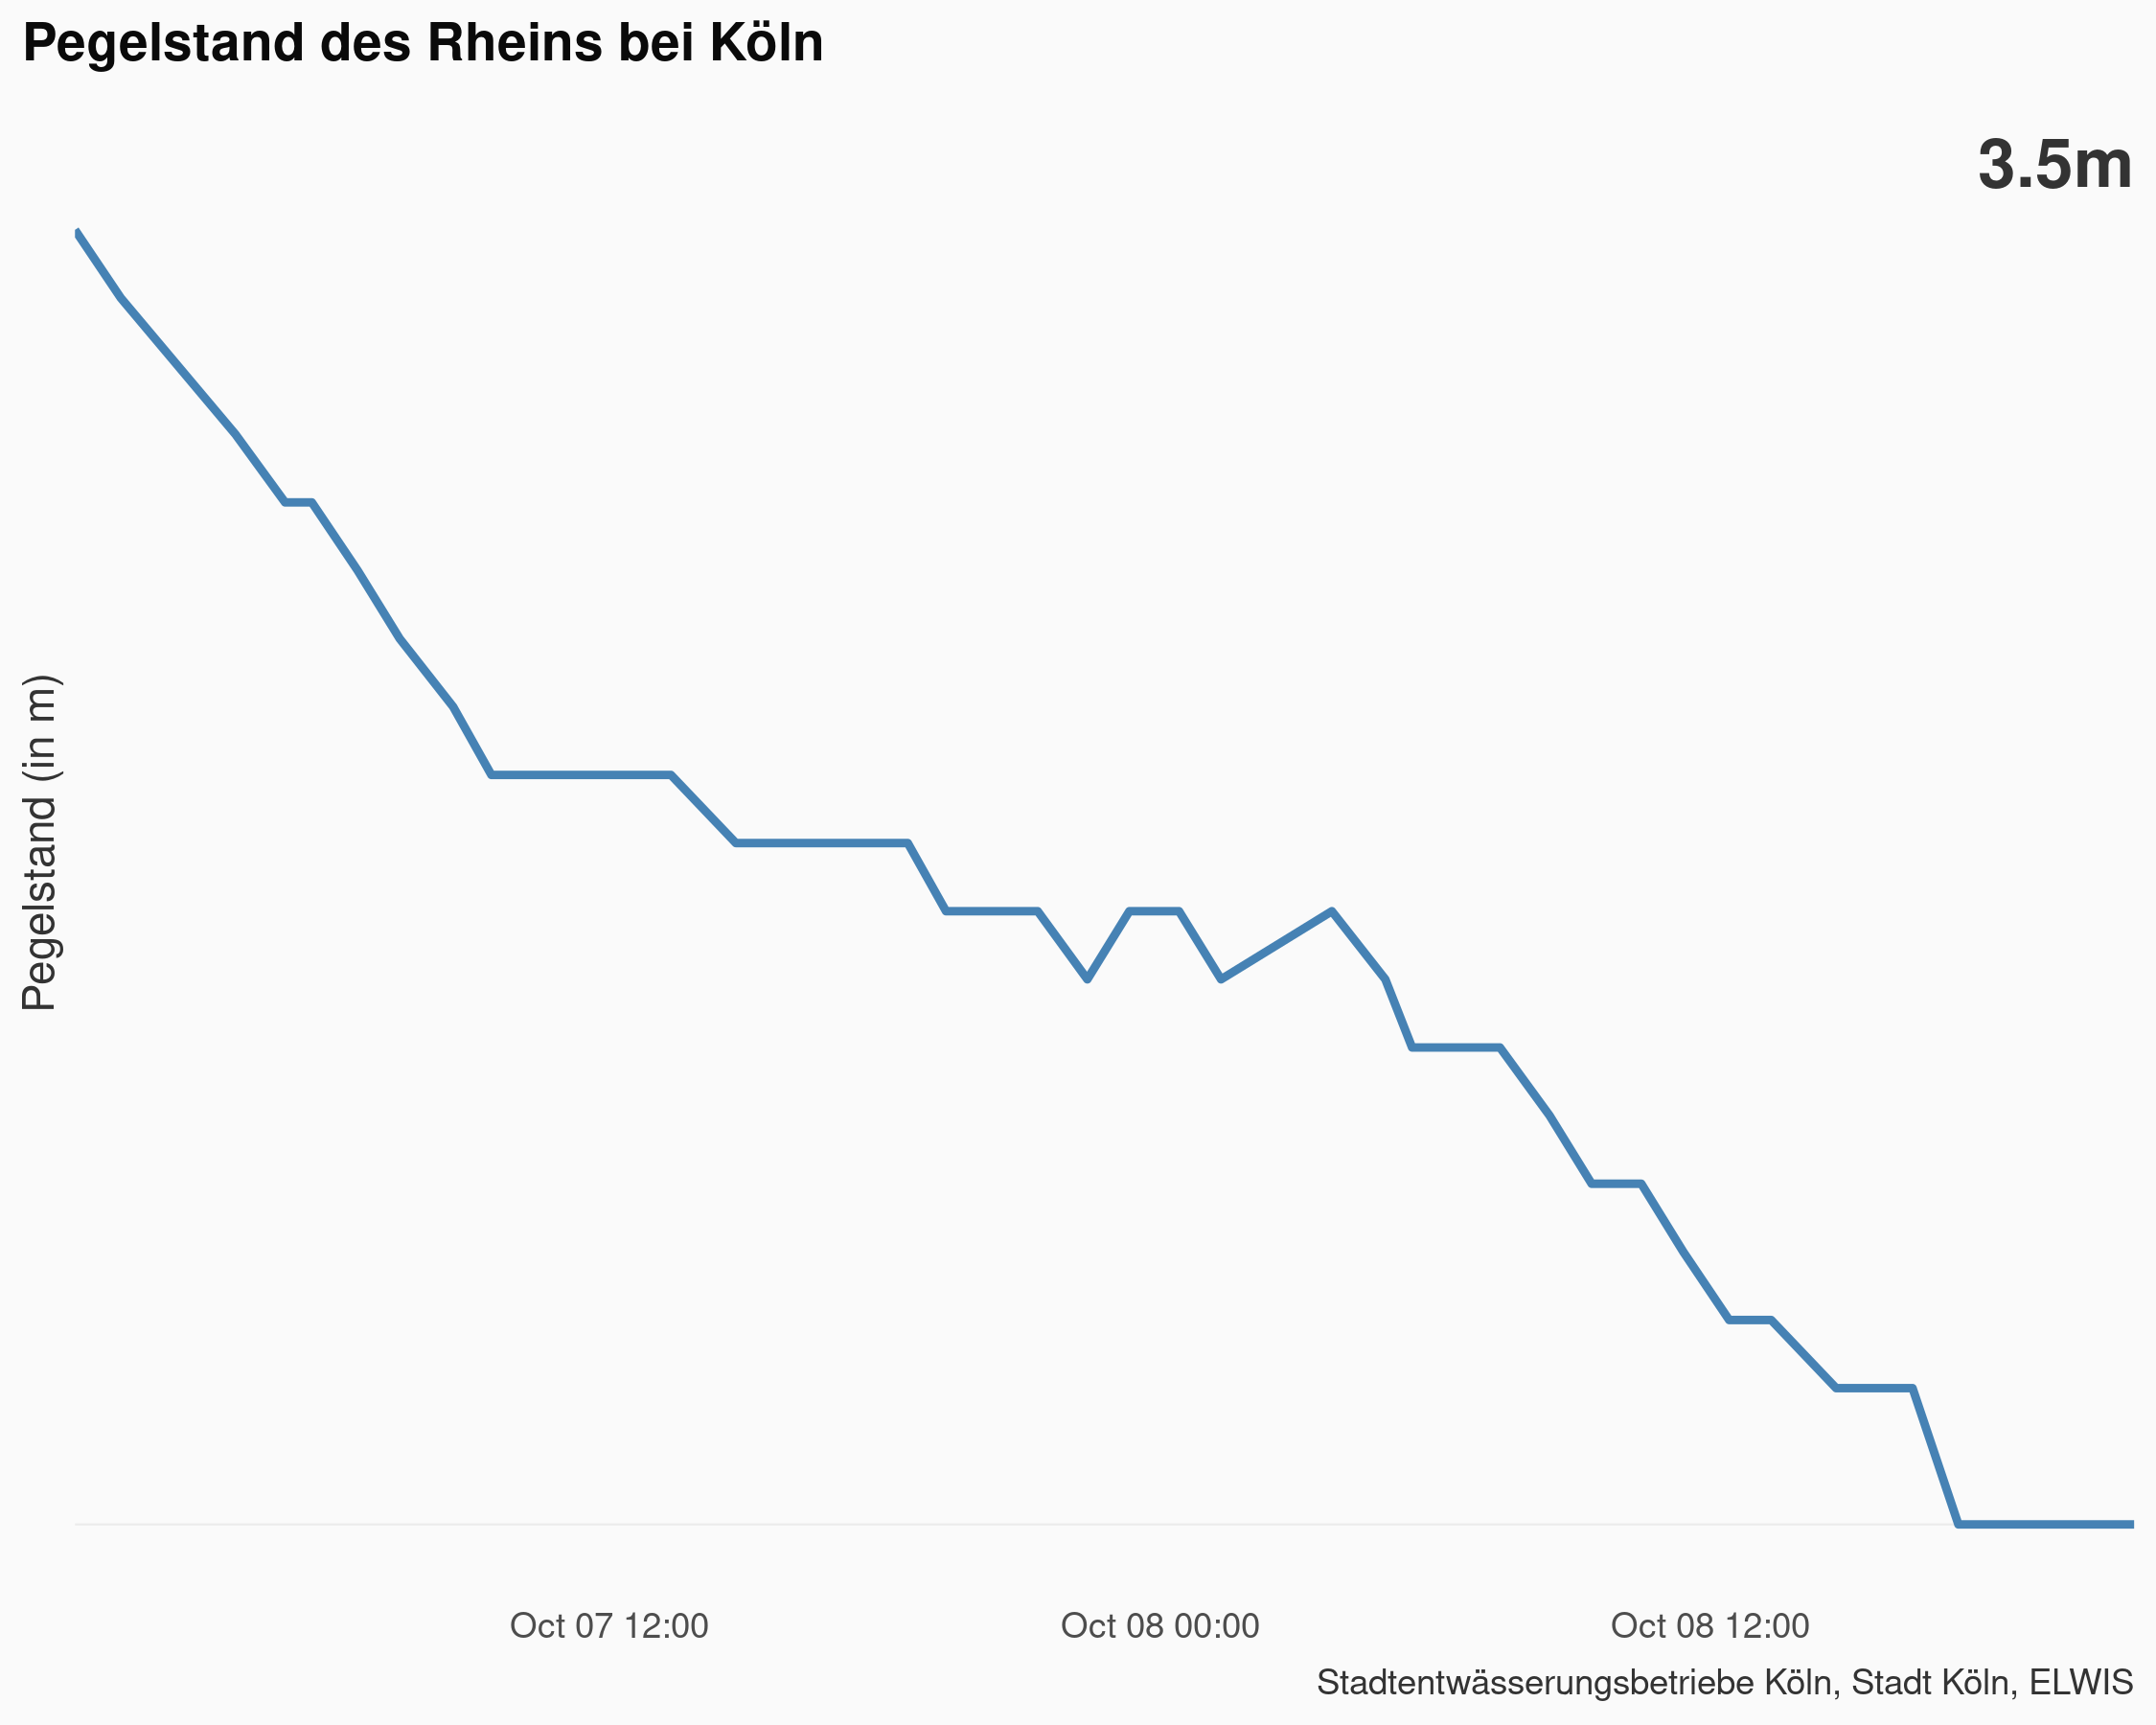 Pegelstand des Rheins bei Köln
3.5m
Pegelstand (in m)
Oct 07 12:00
Oct 08 00:00
Oct 08 12:00
Stadtentwässerungsbetriebe Köln, Stadt Köln, ELWIS